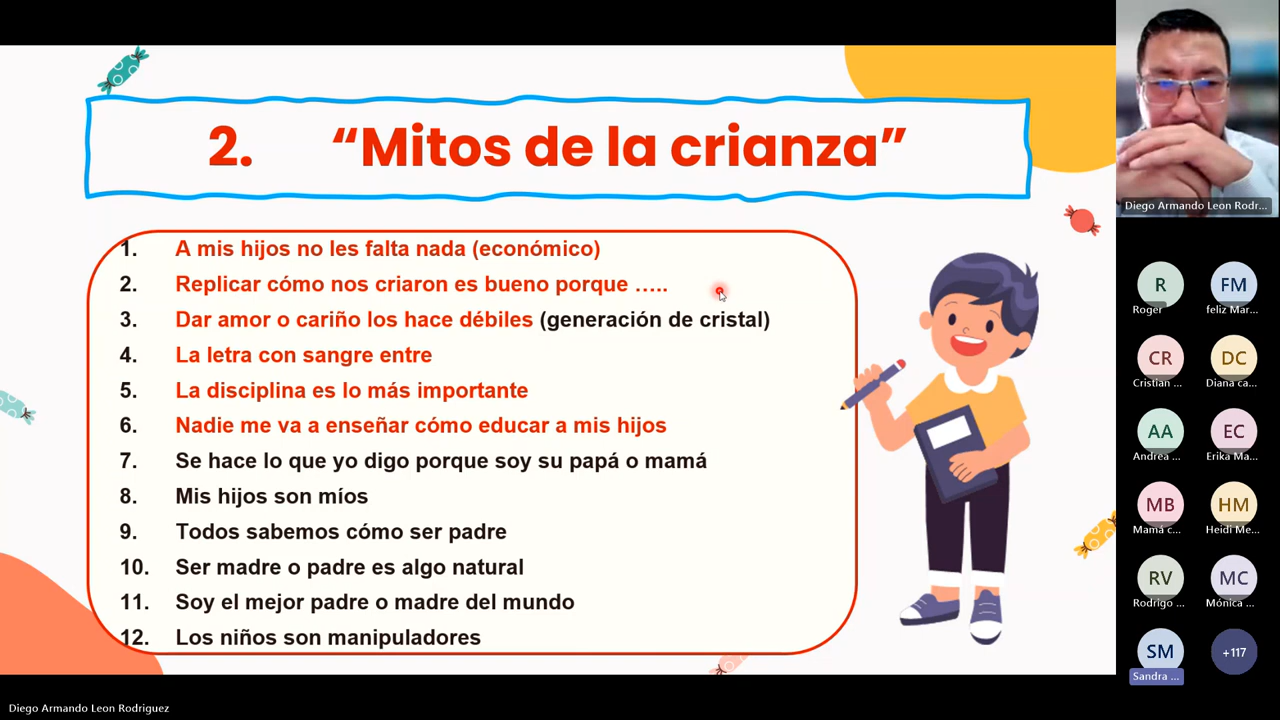 2. “Mitos de la crianza”
1. A mis hijos no les falta nada (económico)
2. Replicar cómo nos criaron es bueno porque …..
3. Dar amor o cariño los hace débiles (generación de cristal)
4. La letra con sangre entre
5. La disciplina es lo más importante
6. Nadie me va a enseñar cómo educar a mis hijos
7. Se hace lo que yo digo porque soy su papá o mamá
8. Mis hijos son míos
9. Todos sabemos cómo ser padre
10. Ser madre o padre es algo natural
11. Soy el mejor padre o madre del mundo
12. Los niños son manipuladores
Diego Armando Leon Rodr...
R FM
Roger feliz Mar...
CR DC
Cristian ... Diana ca...
AA EC
Andrea ... Erika Ma...
MB HM
Mamá c... Heidi Me...
RV MC
Rodrigo ... Mónica ...
SM +117
Sandra ...
Diego Armando Leon Rodriguez